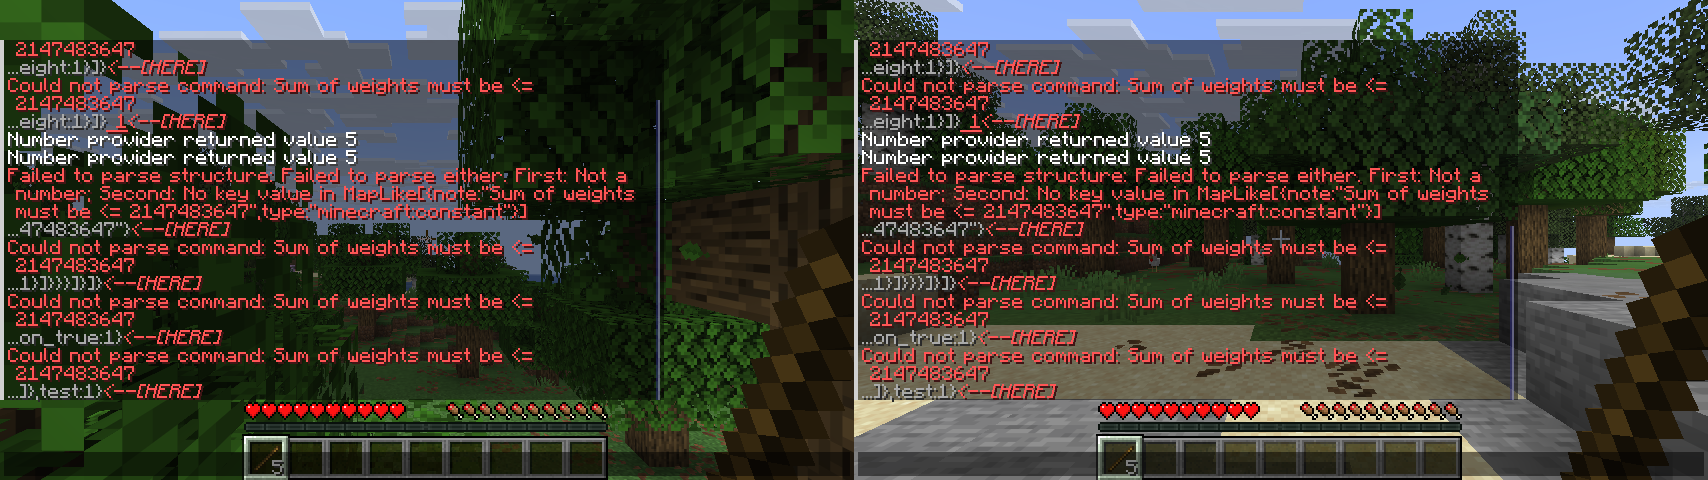 2147483647
...eight:1}]}<--[HERE]
Could not parse command: Sum of weights must be <=
2147483647
...eight:1}]}_1<--[HERE]
Number provider returned value 5
Number provider returned value 5
Failed to parse structure: Failed to parse either. First: Not a
number; Second: No key value in MapLike[{note:"Sum of weights
must be <= 2147483647",type:"minecraft:constant"}]
...47483647"}<--[HERE]
Could not parse command: Sum of weights must be <=
2147483647
...1}]}}}]}]}<--[HERE]
Could not parse command: Sum of weights must be <=
2147483647
...on_true:1}<--[HERE]
Could not parse command: Sum of weights must be <=
2147483647
...]},test:1}<--[HERE]
5
2147483647
...eight:1}]}<--[HERE]
Could not parse command: Sum of weights must be <=
2147483647
...eight:1}]}_1<--[HERE]
Number provider returned value 5
Number provider returned value 5
Failed to parse structure: Failed to parse either. First: Not a
number; Second: No key value in MapLike[{note:"Sum of weights
must be <= 2147483647",type:"minecraft:constant"}]
...47483647"}<--[HERE]
Could not parse command: Sum of weights must be <=
2147483647
...1}]}}}]}]}<--[HERE]
Could not parse command: Sum of weights must be <=
2147483647
...on_true:1}<--[HERE]
Could not parse command: Sum of weights must be <=
2147483647
...]},test:1}<--[HERE]
5